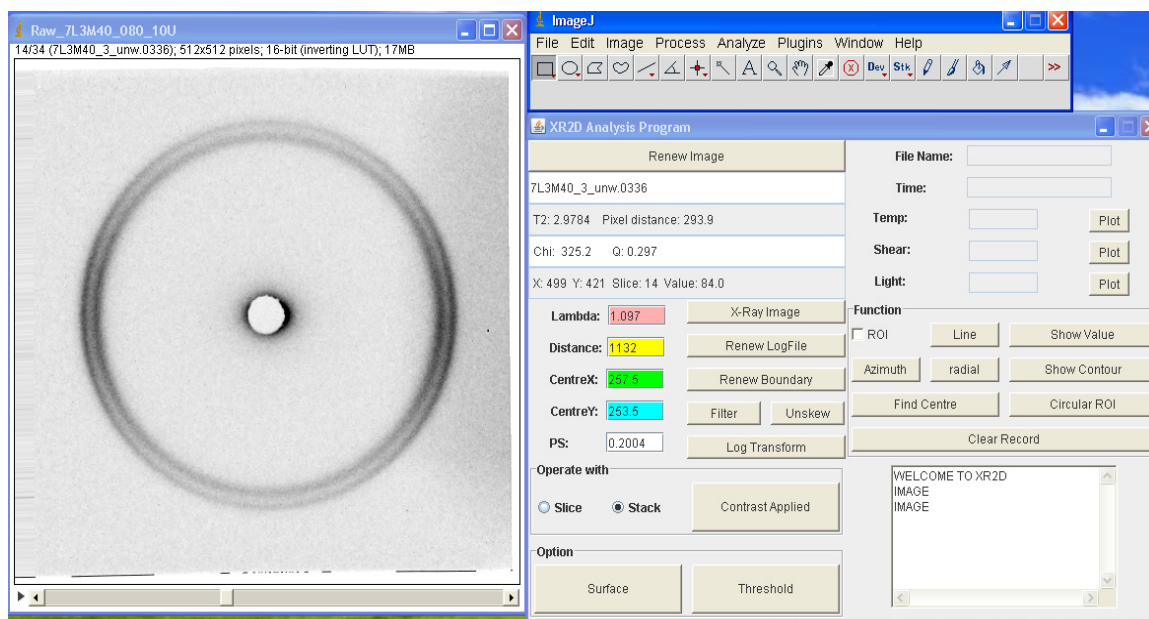 Raw_7L3M40_080_10U
14/34 (7L3M40_3_unw.0336); 512x512 pixels; 16-bit (inverting LUT); 17MB
ImageJ
File Edit Image Process Analyze Plugins Window Help
A Dev Stk >>
XR2D Analysis Program
Renew Image
7L3M40_3_unw.0336
T2: 2.9784 Pixel distance: 293.9
Chi: 325.2 Q: 0.297
X: 499 Y: 421 Slice: 14 Value: 84.0
Lambda: 1.097 X-Ray Image
Distance: 1132 Renew LogFile
CentreX: 257.5 Renew Boundary
CentreY: 253.5 Filter Unskew
PS: 0.2004 Log Transform
Operate with
Slice Stack Contrast Applied
Option
Surface Threshold
File Name:
Time:
Temp: Plot
Shear: Plot
Light: Plot
Function
ROI Line Show Value
Azimuth radial Show Contour
Find Centre Circular ROI
Clear Record
WELCOME TO XR2D
IMAGE
IMAGE